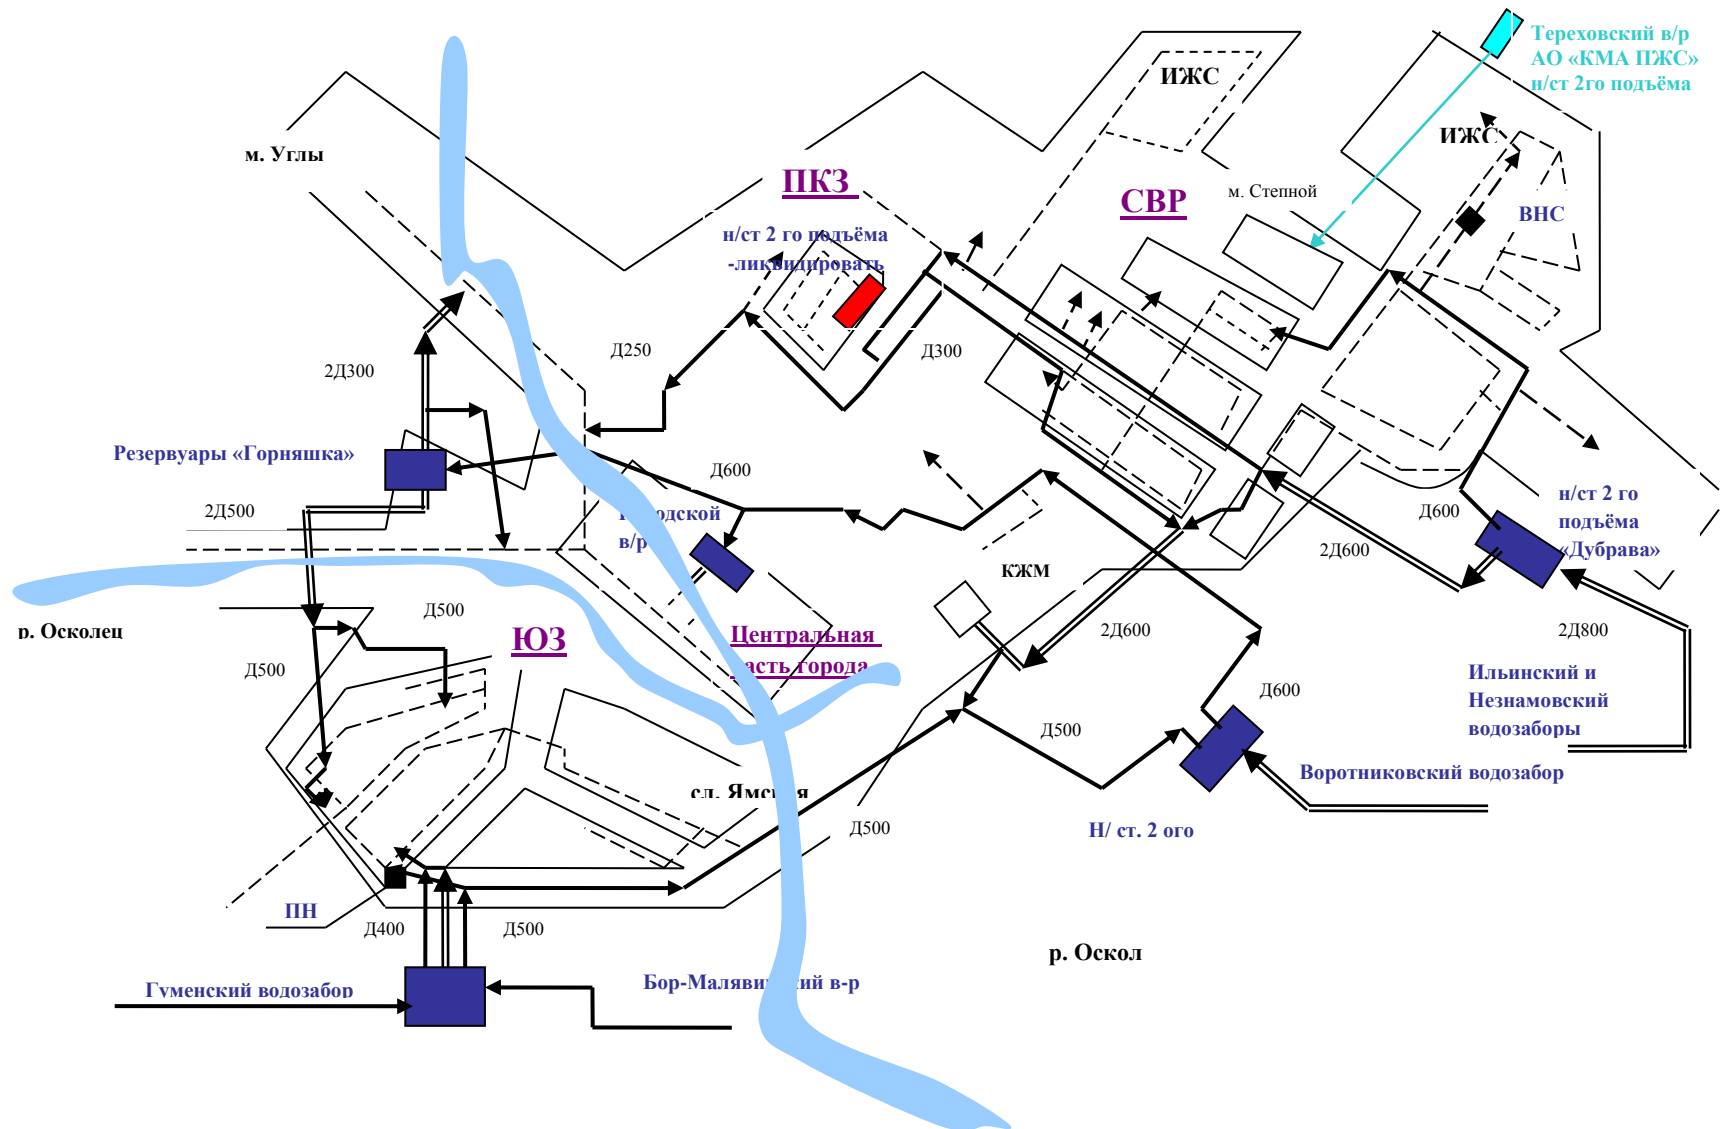 Тереховский в/р
АО «КМА ПЖС»
н/ст 2го подъёма
ИЖС
ИЖС
м. Углы
ПКЗ
СВР
м. Степной
ВНС
н/ст 2 го подъёма
-ликвидировать
Д250
Д300
2Д300
Резервуары «Горняшка»
Д600
2Д500
в/р
н/ст 2 го
подъёма
«Дубрава»
Д600
2Д600
КЖМ
р. Осколец
Д500
ЮЗ
Центральная
города
2Д600
2Д800
Д500
Ильинский и
Незнамовский
водозаборы
Д600
Д500
Воротниковский водозабор
сл. Ямская
Д500
Н/ ст. 2 ого
ПН
Д400
Д500
р. Оскол
Гуменский водозабор
в-р